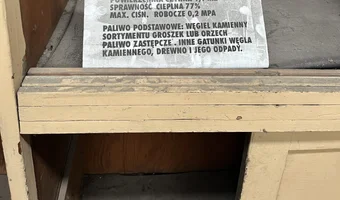 SPRAWNOŚĆ CIEPLNA 77%
MAX. CIŚN. ROBOCZE 0,2 MPA
PALIWO PODSTAWOWE: WĘGIEL KAMIENNY
SORTYMENTU GROSZEK LUB ORZECH
PALIWO ZASTĘPCZE . INNE GATUNKI WĘGLA
KAMIENNEGO, DREWNO I JEGO ODPADY.